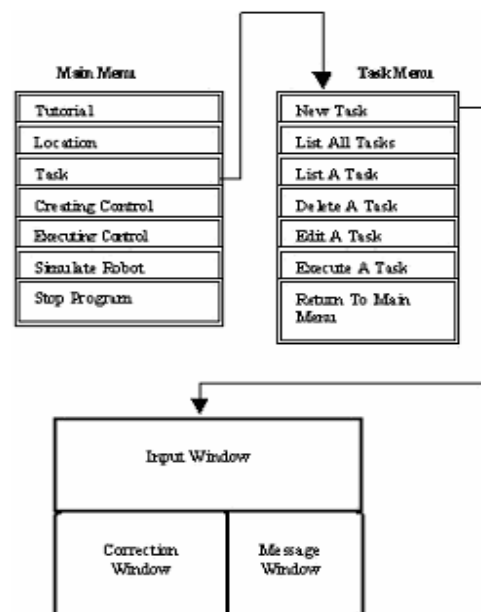 Main Menu
Tutorial
Location
Task
Creating Control
Executing Control
Simulate Robot
Stop Program
Task Menu
New Task
List All Tasks
List A Task
Delete A Task
Edit A Task
Execute A Task
Return To Main
Menu
Input Window
Correction
Window
Message
Window